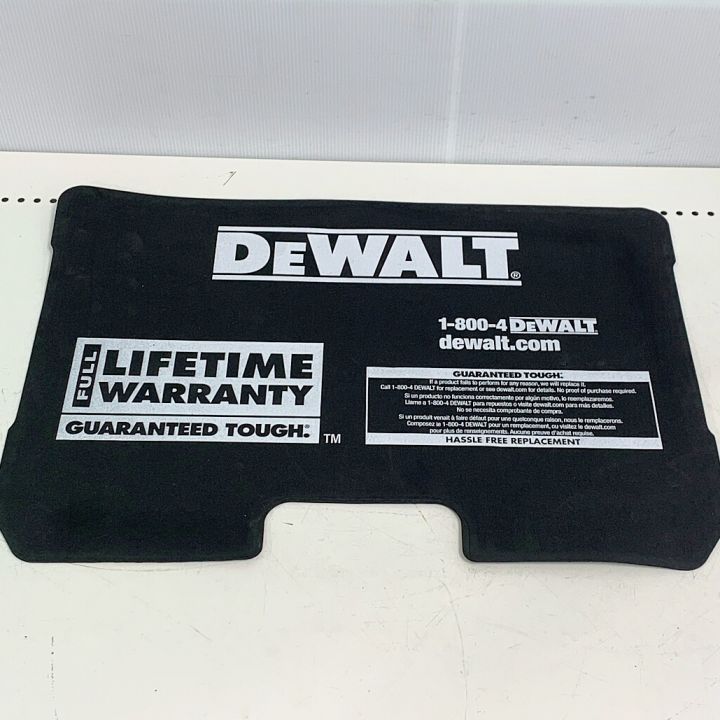 DEWALT®
1-800-4 DEWALT
dewalt.com
FULL
LIFETIME
WARRANTY
GUARANTEED TOUGH.® TM
GUARANTEED TOUGH.®
If a product fails to perform for any reason, we will replace it.
Call 1-800-4 DEWALT for replacement or see dewalt.com for details. No proof of purchase required.
Si un producto no funciona correctamente por algún motivo, lo reemplazaremos.
Llame a 1-800-4 DEWALT para repuestos o visite dewalt.com para más detalles.
No se necesita comprobante de compra.
Si un produit venait à faire défaut pour une quelconque raison, nous le remplacerons.
Composez le 1-800-4 DEWALT pour un remplacement, ou visitez le dewalt.com
pour plus de renseignements. Aucune preuve d'achat requise.
HASSLE FREE REPLACEMENT